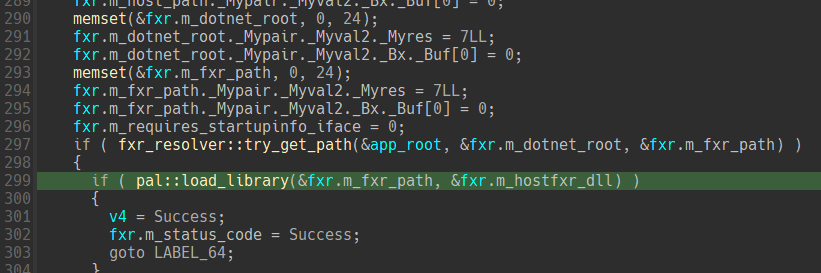 289 fxr.m_host_path._Mypair._Myval2._Bx._Buf[0] = 0;
290 memset(&fxr.m_dotnet_root, 0, 24);
291 fxr.m_dotnet_root._Mypair._Myval2._Myres = 7LL;
292 fxr.m_dotnet_root._Mypair._Myval2._Bx._Buf[0] = 0;
293 memset(&fxr.m_fxr_path, 0, 24);
294 fxr.m_fxr_path._Mypair._Myval2._Myres = 7LL;
295 fxr.m_fxr_path._Mypair._Myval2._Bx._Buf[0] = 0;
296 fxr.m_requires_startupinfo_iface = 0;
297 if ( fxr_resolver::try_get_path(&app_root, &fxr.m_dotnet_root, &fxr.m_fxr_path) )
298 {
299 if ( pal::load_library(&fxr.m_fxr_path, &fxr.m_hostfxr_dll) )
300 {
301 v4 = Success;
302 fxr.m_status_code = Success;
303 goto LABEL_64;
304 }